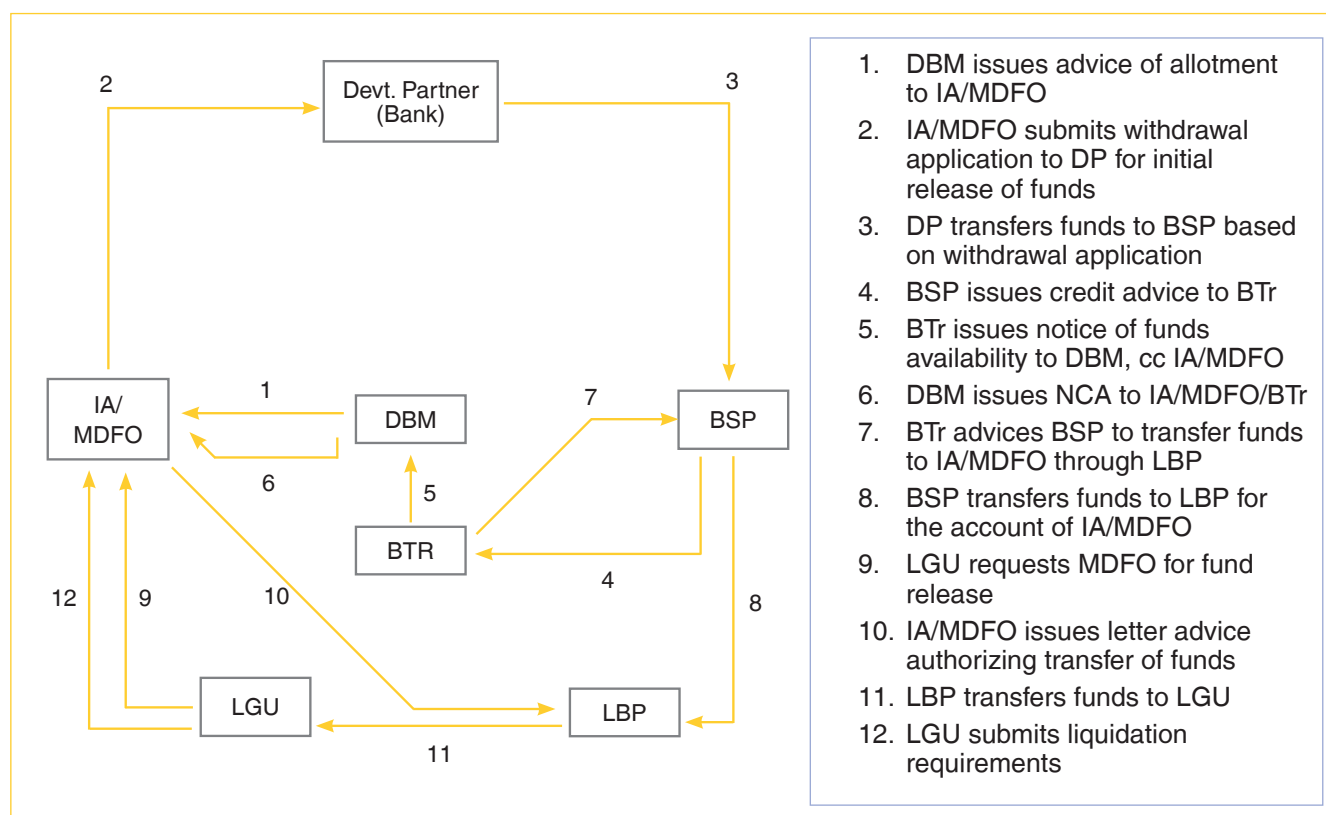 2
Devt. Partner
(Bank)
3
IA/
MDFO
1
DBM
7
BSP
6
5
BTR
4
12
9
10
8
LGU
LBP
11
1. DBM issues advice of allotment
to IA/MDFO
2. IA/MDFO submits withdrawal
application to DP for initial
release of funds
3. DP transfers funds to BSP based
on withdrawal application
4. BSP issues credit advice to BTr
5. BTr issues notice of funds
availability to DBM, cc IA/MDFO
6. DBM issues NCA to IA/MDFO/BTr
7. BTr advices BSP to transfer funds
to IA/MDFO through LBP
8. BSP transfers funds to LBP for
the account of IA/MDFO
9. LGU requests MDFO for fund
release
10. IA/MDFO issues letter advice
authorizing transfer of funds
11. LBP transfers funds to LGU
12. LGU submits liquidation
requirements